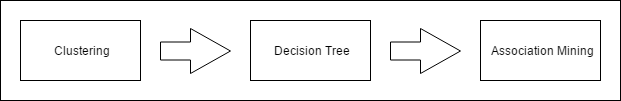 Clustering
Decision Tree
Association Mining